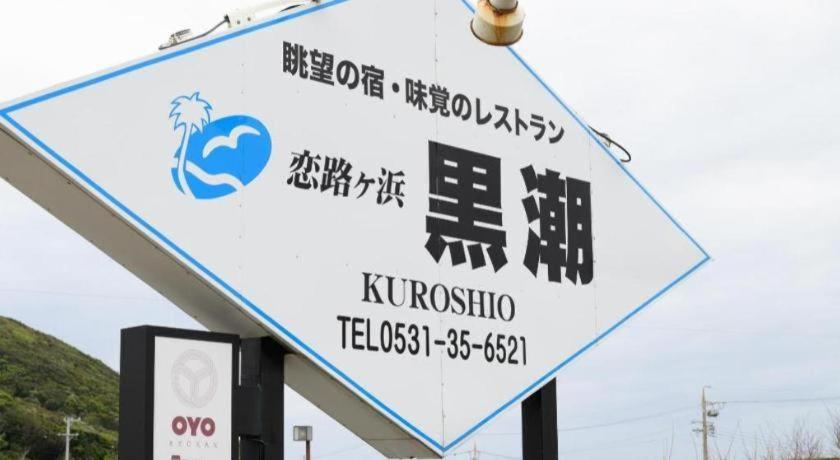 眺望の宿・味覚のレストラン
恋路ヶ浜
黒潮
KUROSHIO
TEL0531-35-6521
OYO